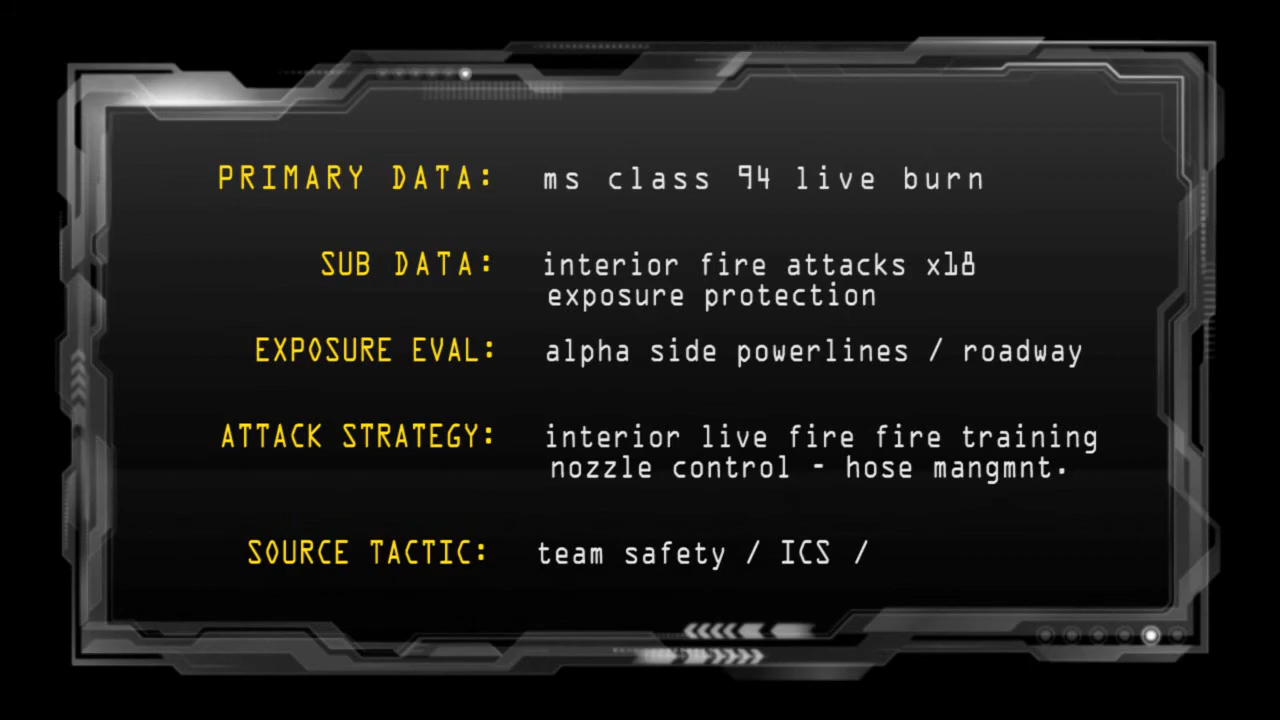 PRIMARY DATA: ms class 94 live burn
SUB DATA: interior fire attacks x18
exposure protection
EXPOSURE EVAL: alpha side powerlines / roadway
ATTACK STRATEGY: interior live fire fire training
nozzle control - hose mangmnt.
SOURCE TACTIC: team safety / ICS /